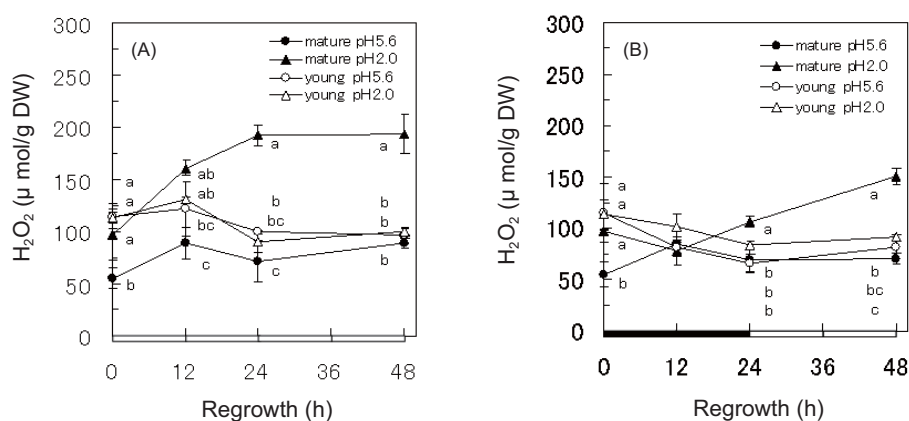 300
250
200
150
100
50
0
H₂O₂ (μ mol/g DW)
(A)
mature pH5.6
mature pH2.0
young pH5.6
young pH2.0
a
a
a
b
ab
ab
bc
c
a
b
bc
c
a
b
b
b
0 12 24 36 48
Regrowth (h)
300
250
200
150
100
50
0
H₂O₂ (μ mol/g DW)
(B)
mature pH5.6
mature pH2.0
young pH5.6
young pH2.0
a
a
a
b
a
b
b
b
a
b
bc
c
0 12 24 36 48
Regrowth (h)